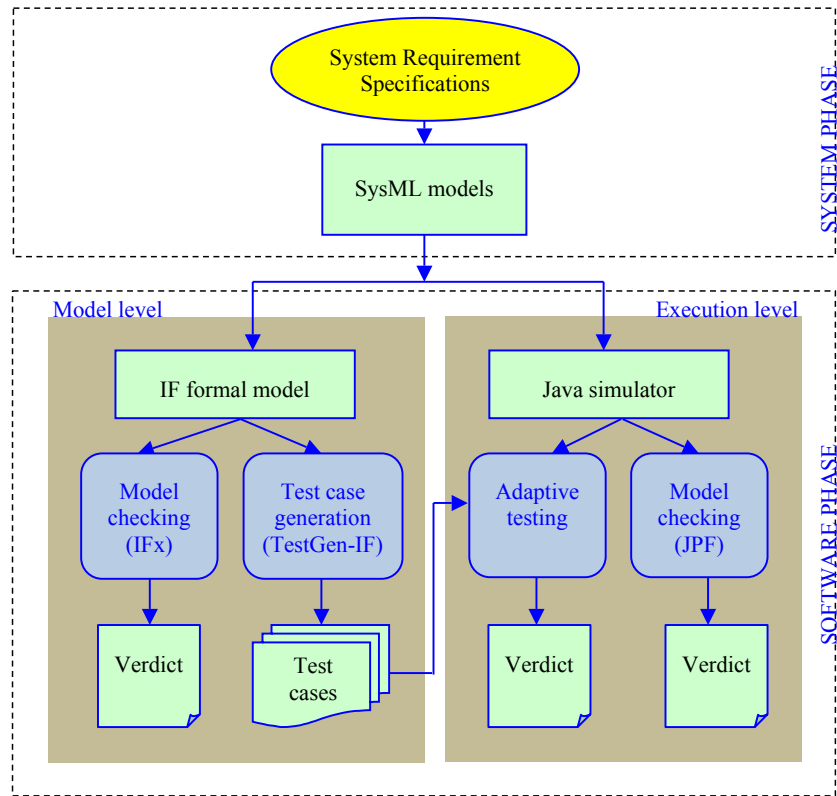 System Requirement
Specifications
SysML models
SYSTEM PHASE
Model level
Execution level
IF formal model
Java simulator
Model
checking
(IFx)
Test case
generation
(TestGen-IF)
Adaptive
testing
Model
checking
(JPF)
Verdict
Test
cases
Verdict
Verdict
SOFTWARE PHASE